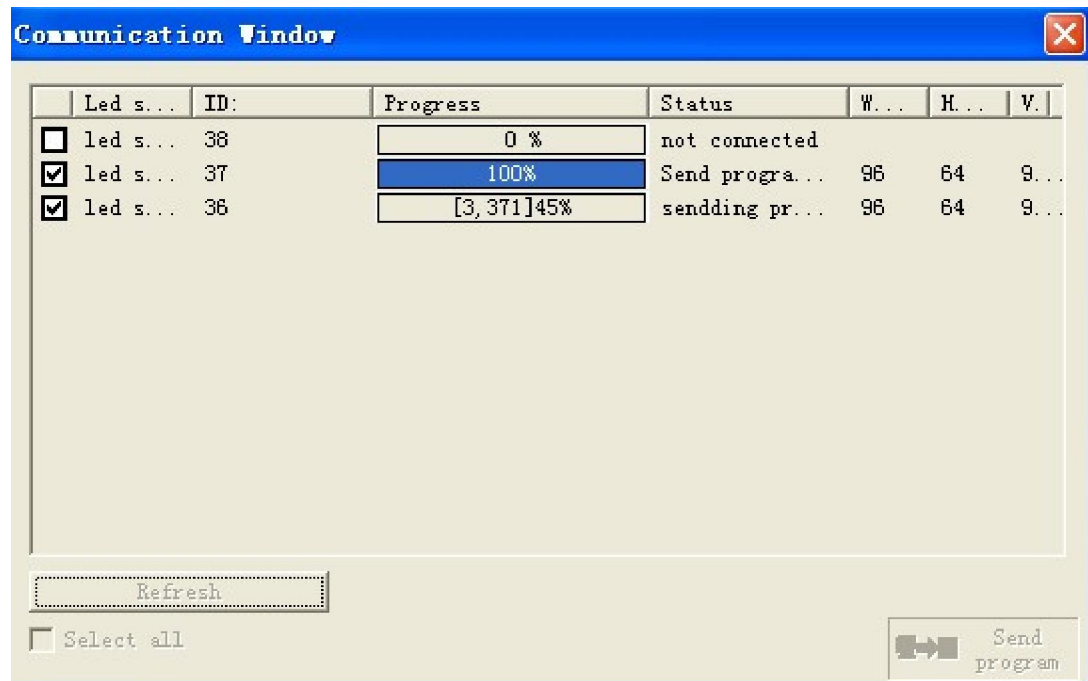 Communication Window
Led s... ID: Progress Status W... H... V.
led s... 38 0 % not connected
led s... 37 100% Send progra... 96 64 9...
led s... 36 [3,371]45% sendding pr... 96 64 9...
Refresh
Select all
Send
program